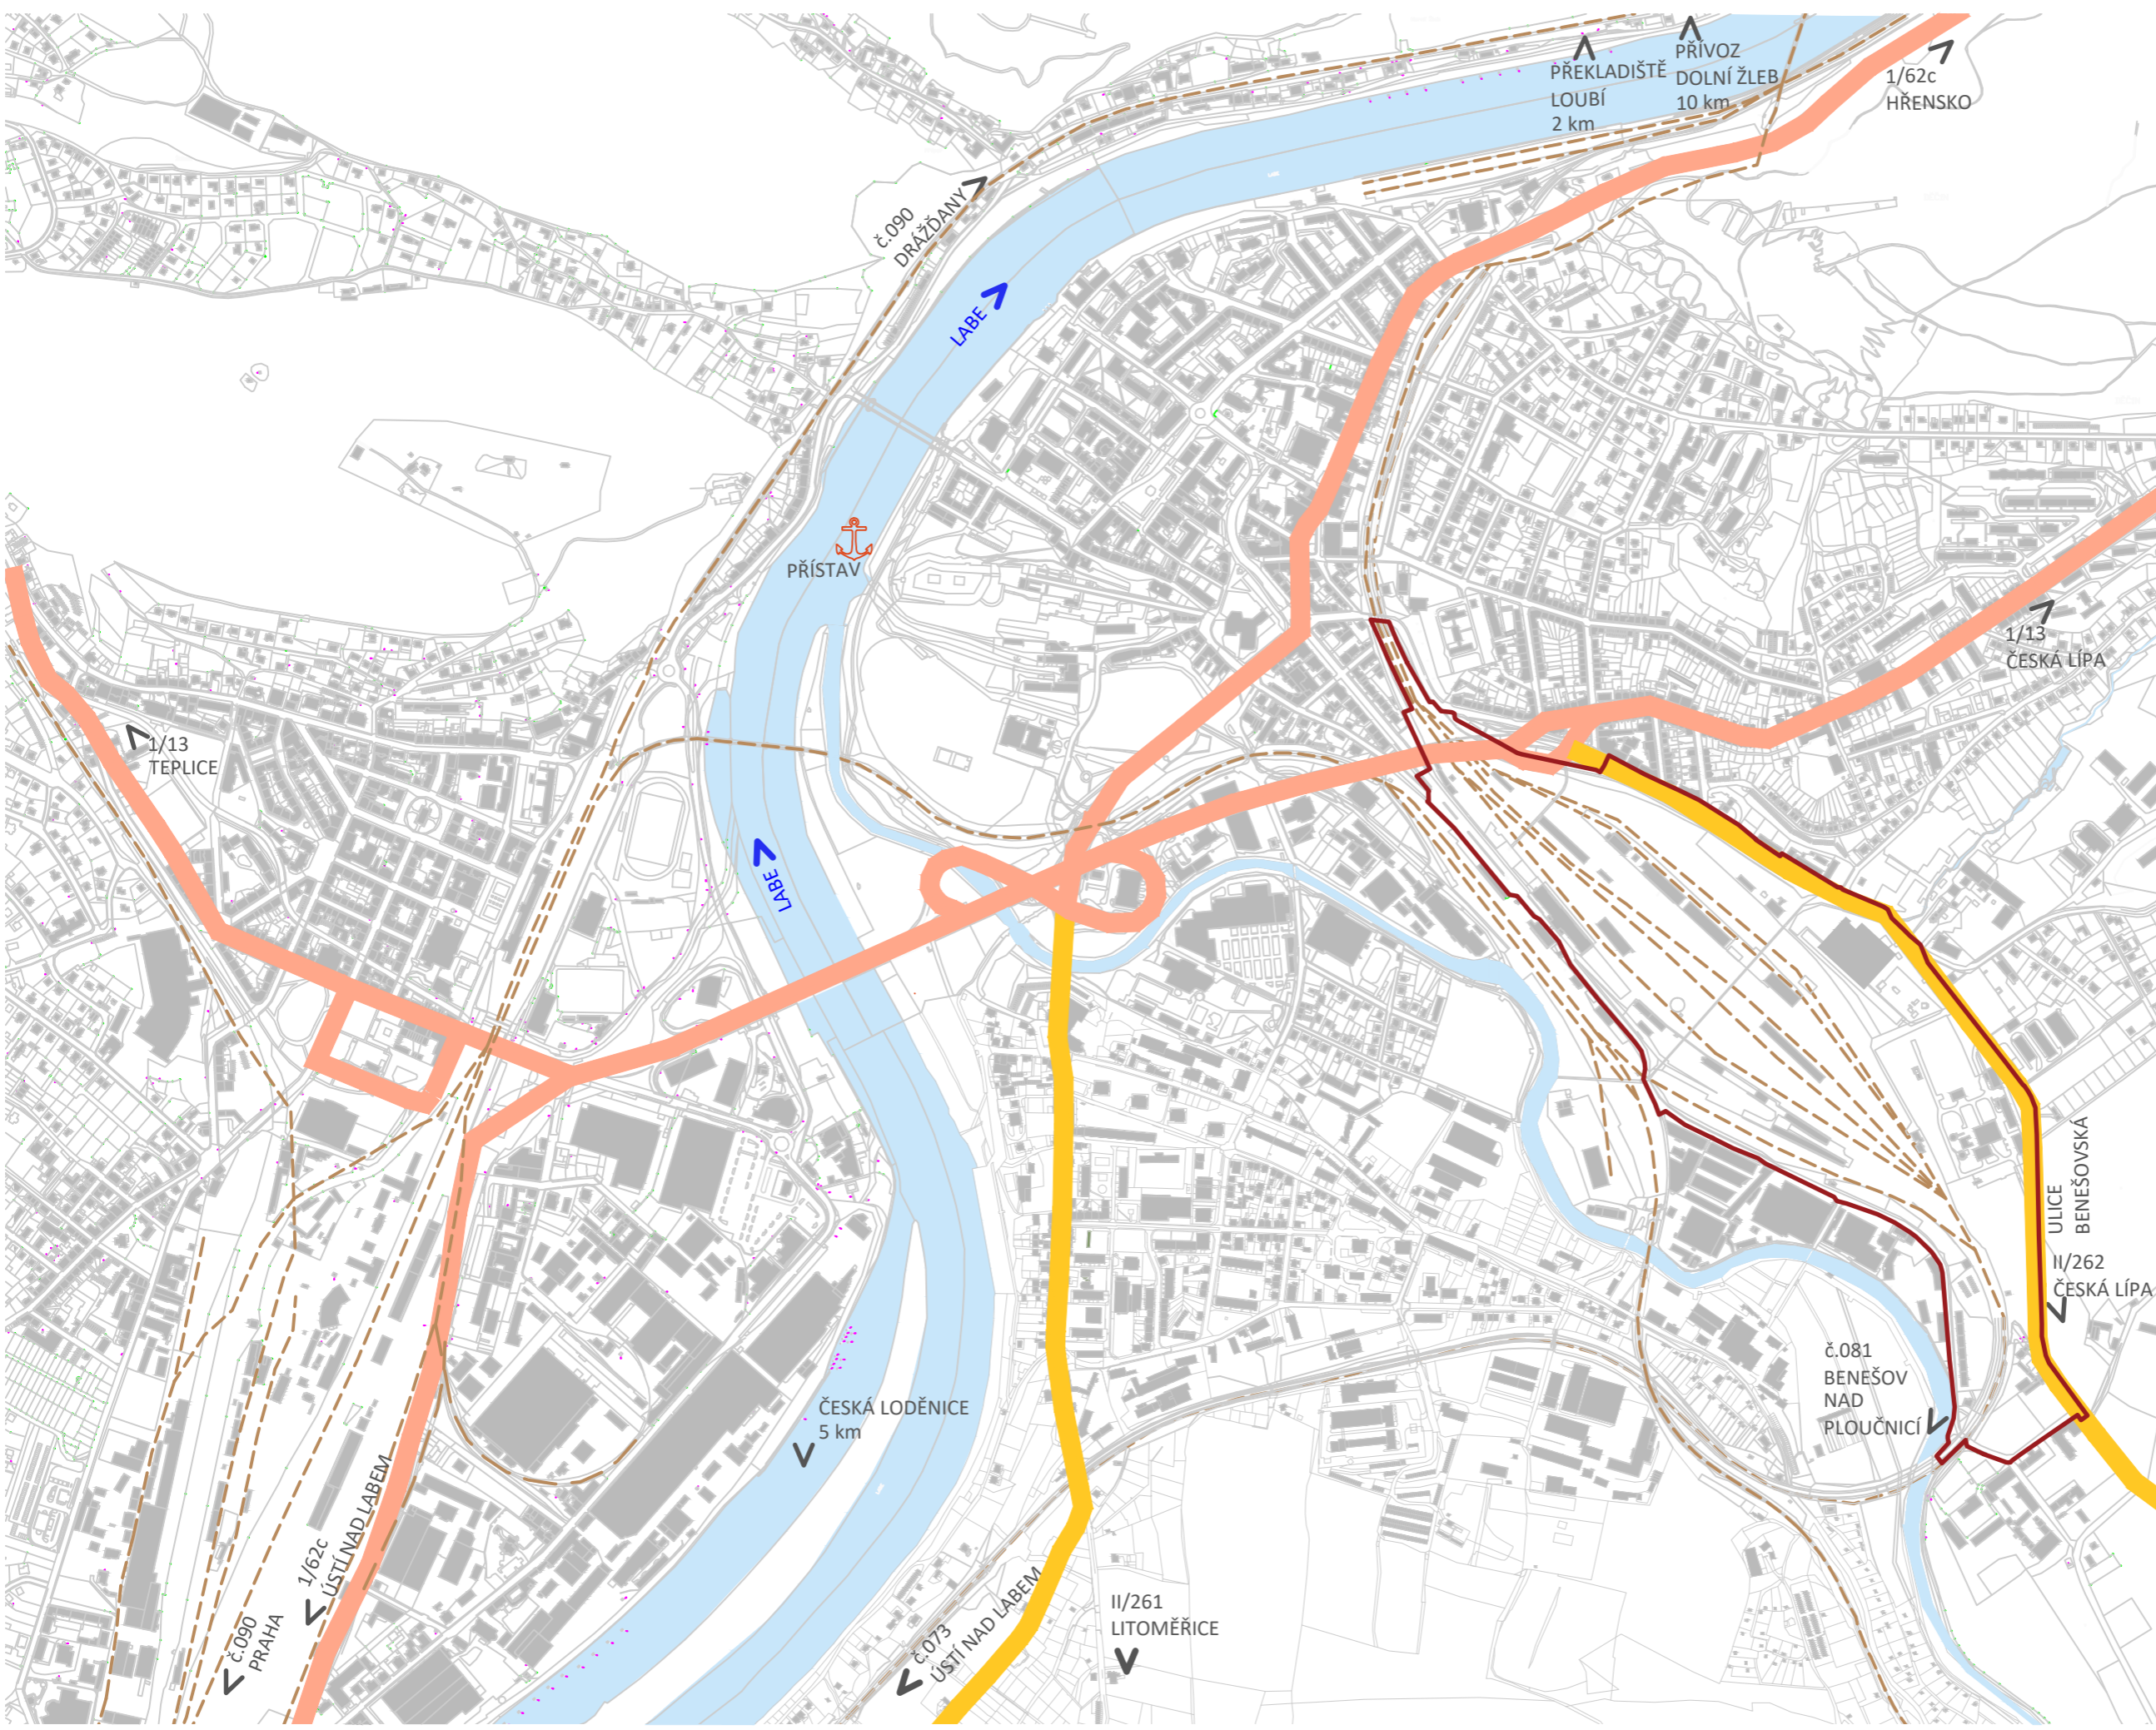 PŘEKLADIŠTĚ
LOUBÍ
2 km
PŘÍVOZ
DOLNÍ ŽLEB
10 km
1/62c
HŘENSKO
č.090
DRÁŽĎANY
LABE
PŘÍSTAV
1/13
ČESKÁ LÍPA
1/13
TEPLICE
LABE
ULICE
BENEŠOVSKÁ
II/262
ČESKÁ LÍPA
č.081
BENEŠOV
NAD
PLOUČNICÍ
ČESKÁ LODĚNICE
5 km
1/62c
ÚSTÍ NAD LABEM
č.090
PRAHA
č.073
ÚSTÍ NAD LABEM
II/261
LITOMĚŘICE